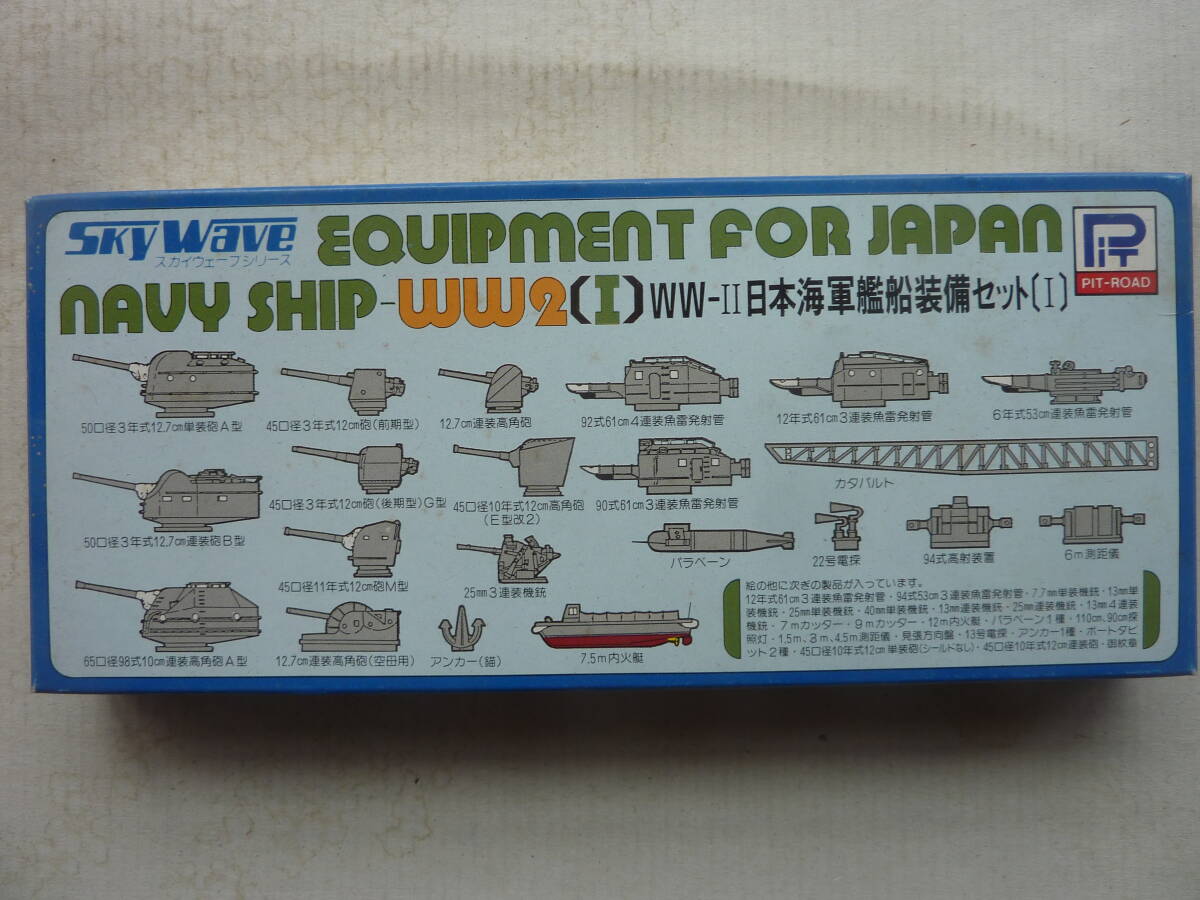 SKY Wave
スカイウェーブシリーズ
EQUIPMENT FOR JAPAN
NAVY SHIP-WW2〔I〕WW-II日本海軍艦船装備セット〔I〕
PIT
PIT-ROAD
50口径3年式12.7cm単装砲A型
45口径3年式12cm砲(前期型)
12.7cm連装高角砲
92式61cm4連装魚雷発射管
12年式61cm3連装魚雷発射管
6年式53cm連装魚雷発射管
50口径3年式12.7cm連装砲B型
45口径3年式12cm砲(後期型)G型
45口径10年式12cm高角砲
(E型改2)
90式61cm3連装魚雷発射管
カタパルト
45口径11年式12cm砲M型
25mm3連装機銃
パラベーン
22号電探
94式高射装置
6m測距儀
65口径98式10cm連装高角砲A型
12.7cm連装高角砲(空母用)
アンカー(錨)
7.5m内火艇
絵の他に次ぎの製品が入っています。
12年式61cm3連装魚雷発射管・94式53cm3連装魚雷発射管・7.7mm単装機銃・13mm単
装機銃・25mm単装機銃・40mm単装機銃・13mm連装機銃・25mm連装機銃・13mm4連装
機銃・7mカッター・9mカッター・12m内火艇・パラベーン1種・110cm、90cm探
照灯・1.5m、3m、4.5m測距儀・見張方向盤・13号電探・アンカー1種・ボートダビ
ット2種・45口径10年式12cm単装砲(シールドなし)・45口径10年式12cm連装砲・御紋章